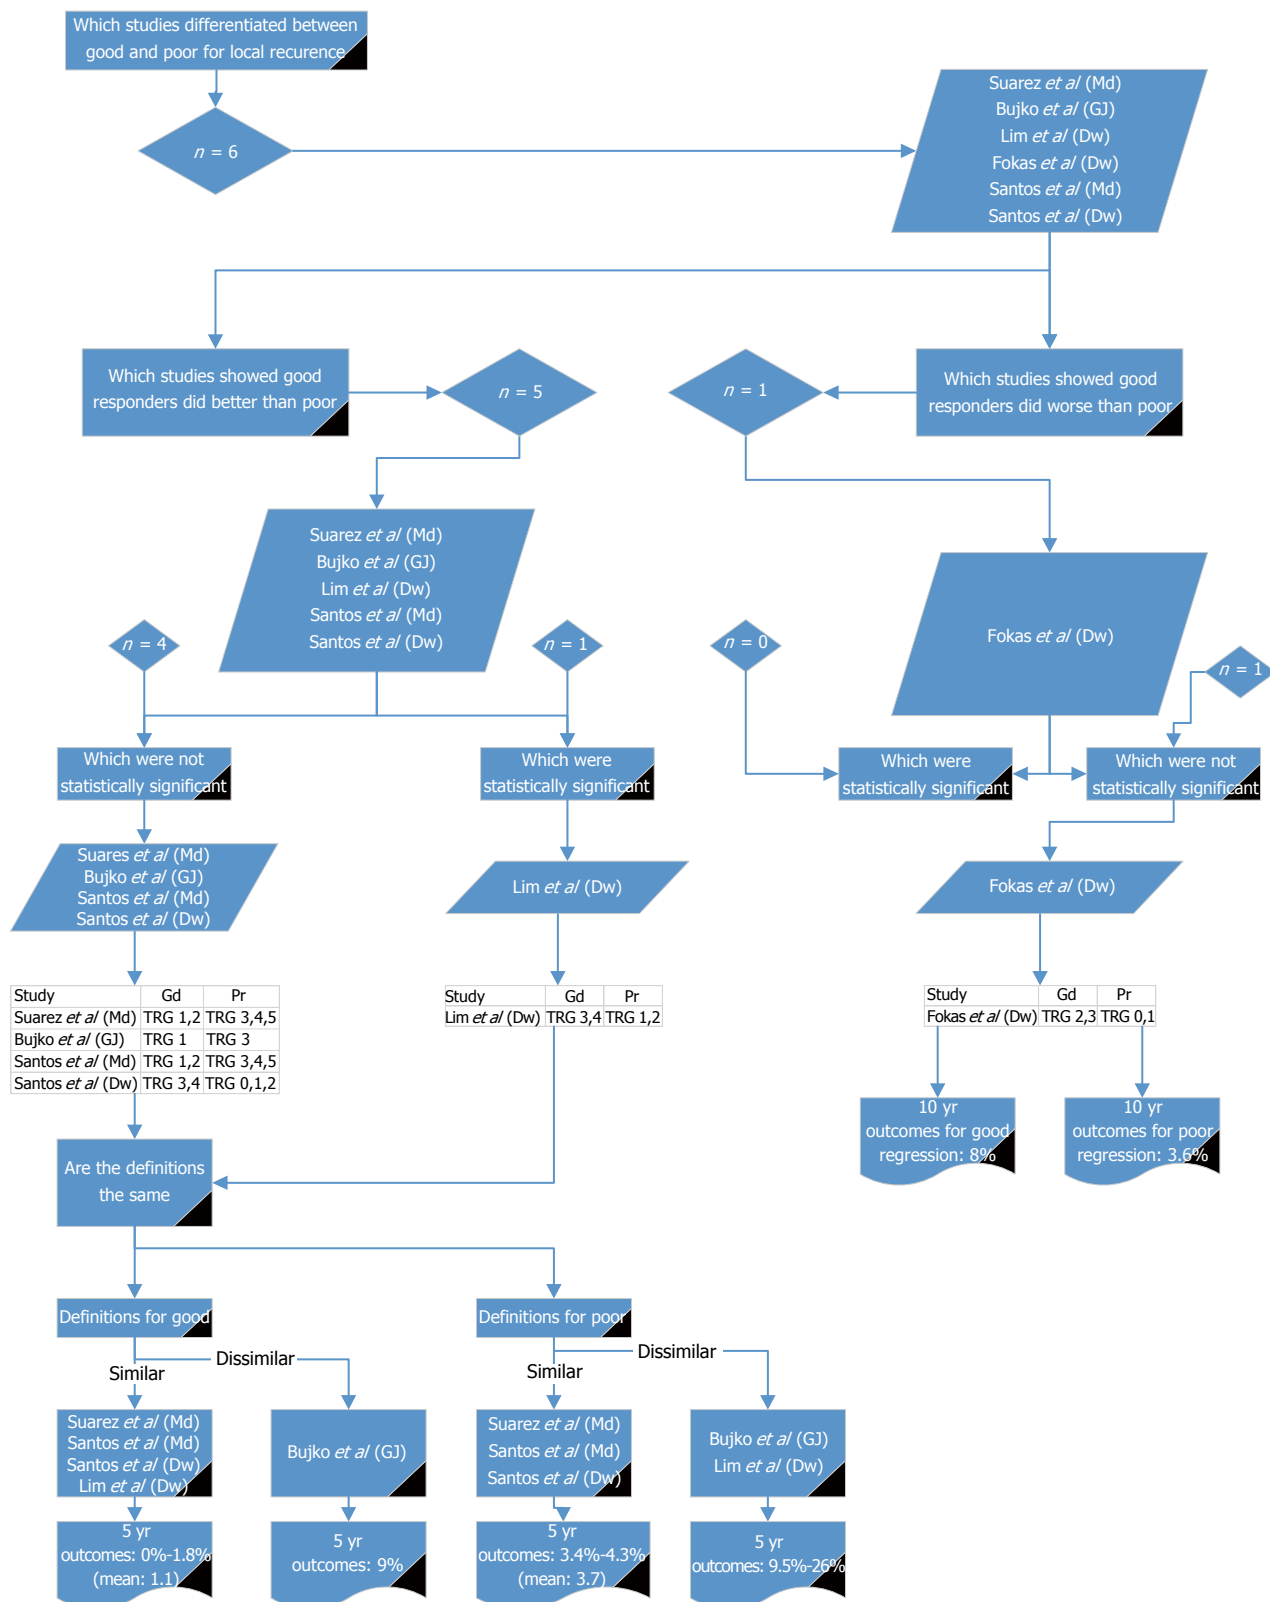 Which studies differentiated between
good and poor for local recurence
n = 6
Suarez et al (Md)
Bujko et al (GJ)
Lim et al (Dw)
Fokas et al (Dw)
Santos et al (Md)
Santos et al (Dw)
Which studies showed good
responders did better than poor
n = 5
n = 1
Which studies showed good
responders did worse than poor
Suarez et al (Md)
Bujko et al (GJ)
Lim et al (Dw)
Santos et al (Md)
Santos et al (Dw)
n = 4
n = 1
n = 0
Fokas et al (Dw)
n = 1
Which were not
statistically significant
Which were
statistically significant
Which were
statistically significant
Which were not
statistically significant
Suares et al (Md)
Bujko et al (GJ)
Santos et al (Md)
Santos et al (Dw)
Lim et al (Dw)
Fokas et al (Dw)
Study Gd Pr
Suarez et al (Md) TRG 1,2 TRG 3,4,5
Bujko et al (GJ) TRG 1 TRG 3
Santos et al (Md) TRG 1,2 TRG 3,4,5
Santos et al (Dw) TRG 3,4 TRG 0,1,2
Study Gd Pr
Lim et al (Dw) TRG 3,4 TRG 1,2
Study Gd Pr
Fokas et al (Dw) TRG 2,3 TRG 0,1
10 yr
outcomes for good
regression: 8%
10 yr
outcomes for poor
regression: 3.6%
Are the definitions
the same
Definitions for good
Definitions for poor
Similar
Dissimilar
Similar
Dissimilar
Suarez et al (Md)
Santos et al (Md)
Santos et al (Dw)
Lim et al (Dw)
Bujko et al (GJ)
Suarez et al (Md)
Santos et al (Md)
Santos et al (Dw)
Bujko et al (GJ)
Lim et al (Dw)
5 yr
outcomes: 0%-1.8%
(mean: 1.1)
5 yr
outcomes: 9%
5 yr
outcomes: 3.4%-4.3%
(mean: 3.7)
5 yr
outcomes: 9.5%-26%